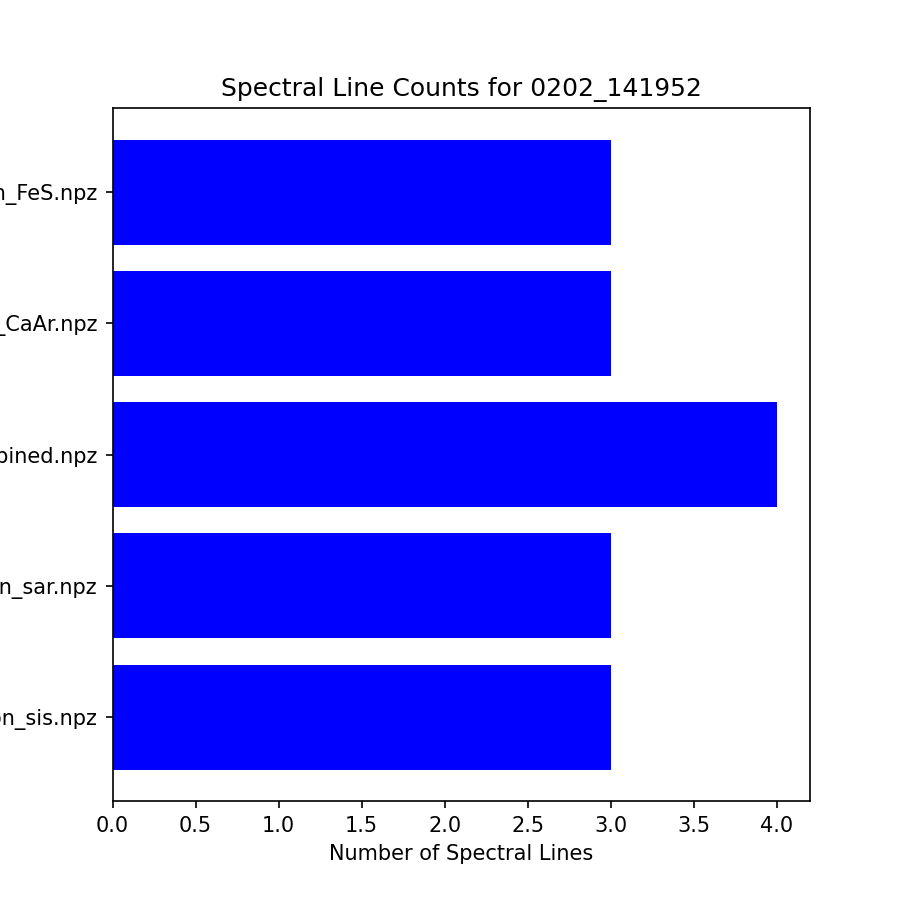 Spectral Line Counts for 0202_141952
_FeS.npz
_CaAr.npz
bined.npz
n_sar.npz
on_sis.npz
0.0 0.5 1.0 1.5 2.0 2.5 3.0 3.5 4.0
Number of Spectral Lines